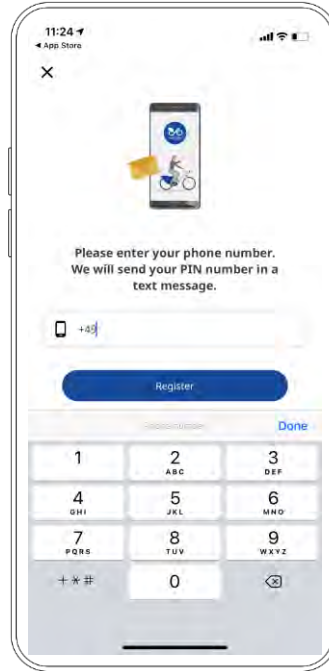 11:24
App Store
Please enter your phone number.
We will send your PIN number in a
text message.
+49
Register
Done
1
2
ABC
3
DEF
4
GHI
5
JKL
6
MNO
7
PQRS
8
TUV
9
WXYZ
+*#
0